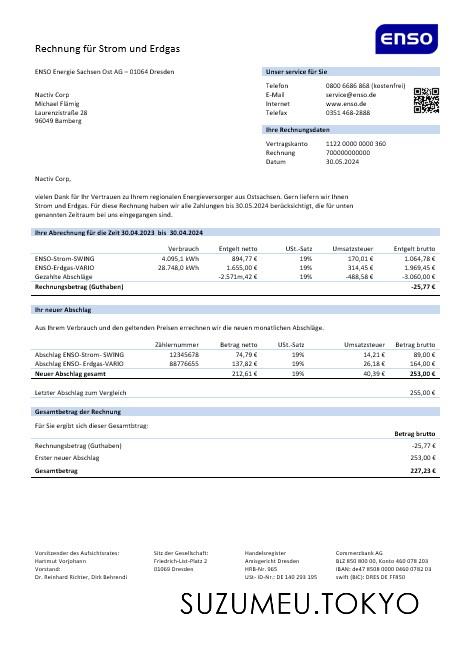 enso
Rechnung für Strom und Erdgas
ENSO Energie Sachsen Ost AG – 01064 Dresden
Nactiv Corp
Michael Flämig
Laurenzistraße 28
96049 Bamberg
Unser service für Sie
Telefon 0800 6686 868 (kostenfrei)
E-Mail service@enso.de
Internet www.enso.de
Telefax 0351 468-2888
Ihre Rechnungsdaten
Vertragskonto 1122 0000 0000 360
Rechnung 700000000000
Datum 30.05.2024
Nactiv Corp,
vielen Dank für Ihr Vertrauen zu Ihrem regionalen Energieversorger aus Ostsachsen. Gern liefern wir Ihnen
Strom und Erdgas. Für diese Rechnung haben wir alle Zahlungen bis 30.05.2024 berücksichtigt, die für unten
genannten Zeitraum bei uns eingegangen sind.
Ihre Abrechnung für die Zeit 30.04.2023 bis 30.04.2024
Verbrauch Entgelt netto USt.-Satz Umsatzsteuer Entgelt brutto
ENSO-Strom-SWING 4.095,1 kWh 894,77 € 19% 170,01 € 1.064,78 €
ENSO-Erdgas-VARIO 28.748,0 kWh 1.655,00 € 19% 314,45 € 1.969,45 €
Gezahlte Abschläge -2.571m,42 € 19% -488,58 € -3.060,00 €
Rechnungsbetrag (Guthaben) -25,77 €
Ihr neuer Abschlag
Aus Ihrem Verbrauch und den geltenden Preisen errechnen wir die neuen monatlichen Abschläge.
Zählernummer Betrag netto USt.-Satz Umsatzsteuer Betrag brutto
Abschlag ENSO-Strom- SWING 12345678 74,79 € 19% 14,21 € 89,00 €
Abschlag ENSO- Erdgas-VARIO 88776655 137,82 € 19% 26,18 € 164,00 €
Neuer Abschlag gesamt 212,61 € 19% 40,39 € 253,00 €
Letzter Abschlag zum Vergleich 255,00 €
Gesamtbetrag der Rechnung
Für Sie ergibt sich dieser Gesamtbtrag:
Betrag brutto
Rechnungsbetrag (Guthaben) -25,77 €
Erster neuer Abschlag 253,00 €
Gesamtbetrag 227,23 €
Vorsitzender des Aufsichtsrates:
Hartmut Vorjohann
Vorstand:
Dr. Reinhard Richter, Dirk Behrendi
Sitz der Gesellschaft:
Friedrich-List-Platz 2
01069 Dresden
Handelsregister
Amisgericht Dresden
HRB-Nr. 965
USt- ID-Nr.: DE 140 293 195
Commerzbank AG
BLZ 850 800 00, Konto 460 078 203
IBAN: de47 8508 0000 0460 0782 03
swift (BIC): DRES DE FF850
SUZUMEU.TOKYO